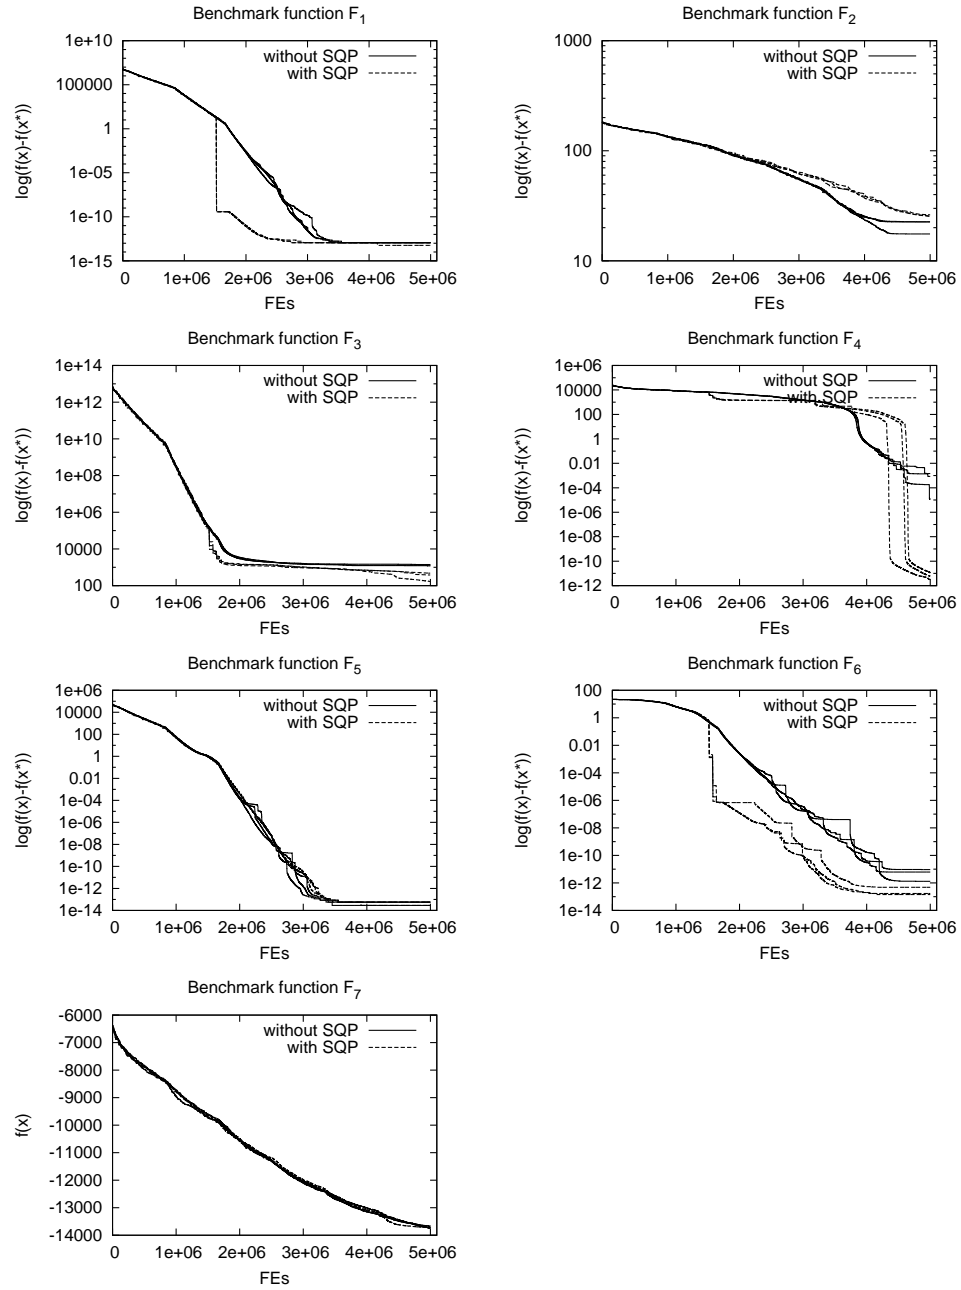 Benchmark function F1
1e+10
100000
1
1e-05
1e-10
1e-15
log(f(x)-f(x*))
without SQP
with SQP
0 1e+06 2e+06 3e+06 4e+06 5e+06
FEs
Benchmark function F2
1000
100
10
log(f(x)-f(x*))
without SQP
with SQP
0 1e+06 2e+06 3e+06 4e+06 5e+06
FEs
Benchmark function F3
1e+14
1e+12
1e+10
1e+08
1e+06
10000
100
log(f(x)-f(x*))
without SQP
with SQP
0 1e+06 2e+06 3e+06 4e+06 5e+06
FEs
Benchmark function F4
1e+06
10000
100
1
0.01
1e-04
1e-06
1e-08
1e-10
1e-12
log(f(x)-f(x*))
without SQP
with SQP
0 1e+06 2e+06 3e+06 4e+06 5e+06
FEs
Benchmark function F5
1e+06
10000
100
1
0.01
1e-04
1e-06
1e-08
1e-10
1e-12
1e-14
log(f(x)-f(x*))
without SQP
with SQP
0 1e+06 2e+06 3e+06 4e+06 5e+06
FEs
Benchmark function F6
100
1
0.01
1e-04
1e-06
1e-08
1e-10
1e-12
1e-14
log(f(x)-f(x*))
without SQP
with SQP
0 1e+06 2e+06 3e+06 4e+06 5e+06
FEs
Benchmark function F7
-6000
-7000
-8000
-9000
-10000
-11000
-12000
-13000
-14000
f(x)
without SQP
with SQP
0 1e+06 2e+06 3e+06 4e+06 5e+06
FEs